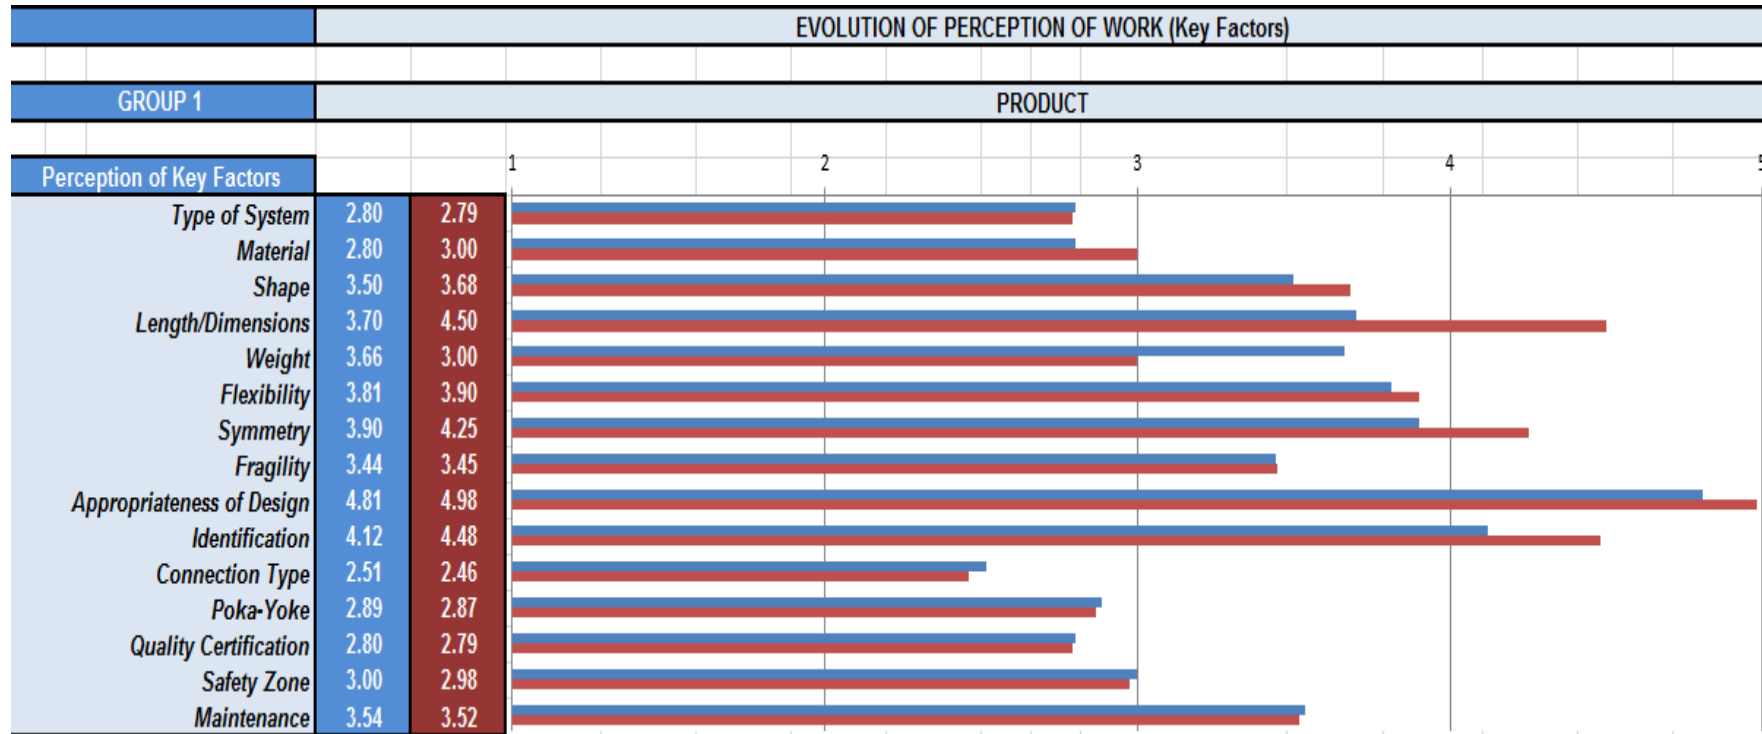 EVOLUTION OF PERCEPTION OF WORK (Key Factors)
GROUP 1 PRODUCT
1 2 3 4 5
Perception of Key Factors
Type of System 2.80 2.79
Material 2.80 3.00
Shape 3.50 3.68
Length/Dimensions 3.70 4.50
Weight 3.66 3.00
Flexibility 3.81 3.90
Symmetry 3.90 4.25
Fragility 3.44 3.45
Appropriateness of Design 4.81 4.98
Identification 4.12 4.48
Connection Type 2.51 2.46
Poka-Yoke 2.89 2.87
Quality Certification 2.80 2.79
Safety Zone 3.00 2.98
Maintenance 3.54 3.52